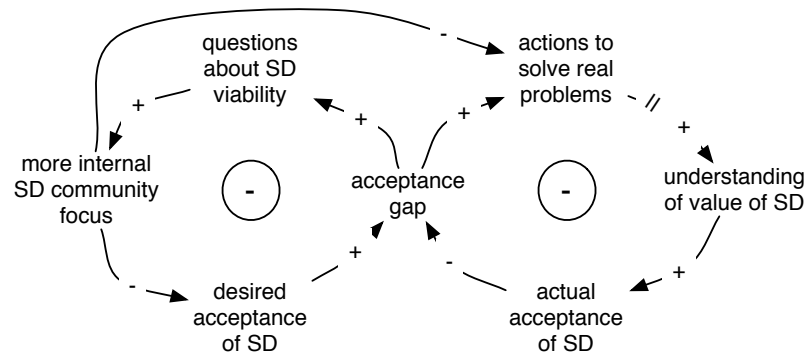 questions
about SD
viability
-
actions to
solve real
problems
+
+
+
//
+
more internal
SD community
focus
-
acceptance
gap
-
understanding
of value of SD
-
+
-
+
desired
acceptance
of SD
actual
acceptance
of SD